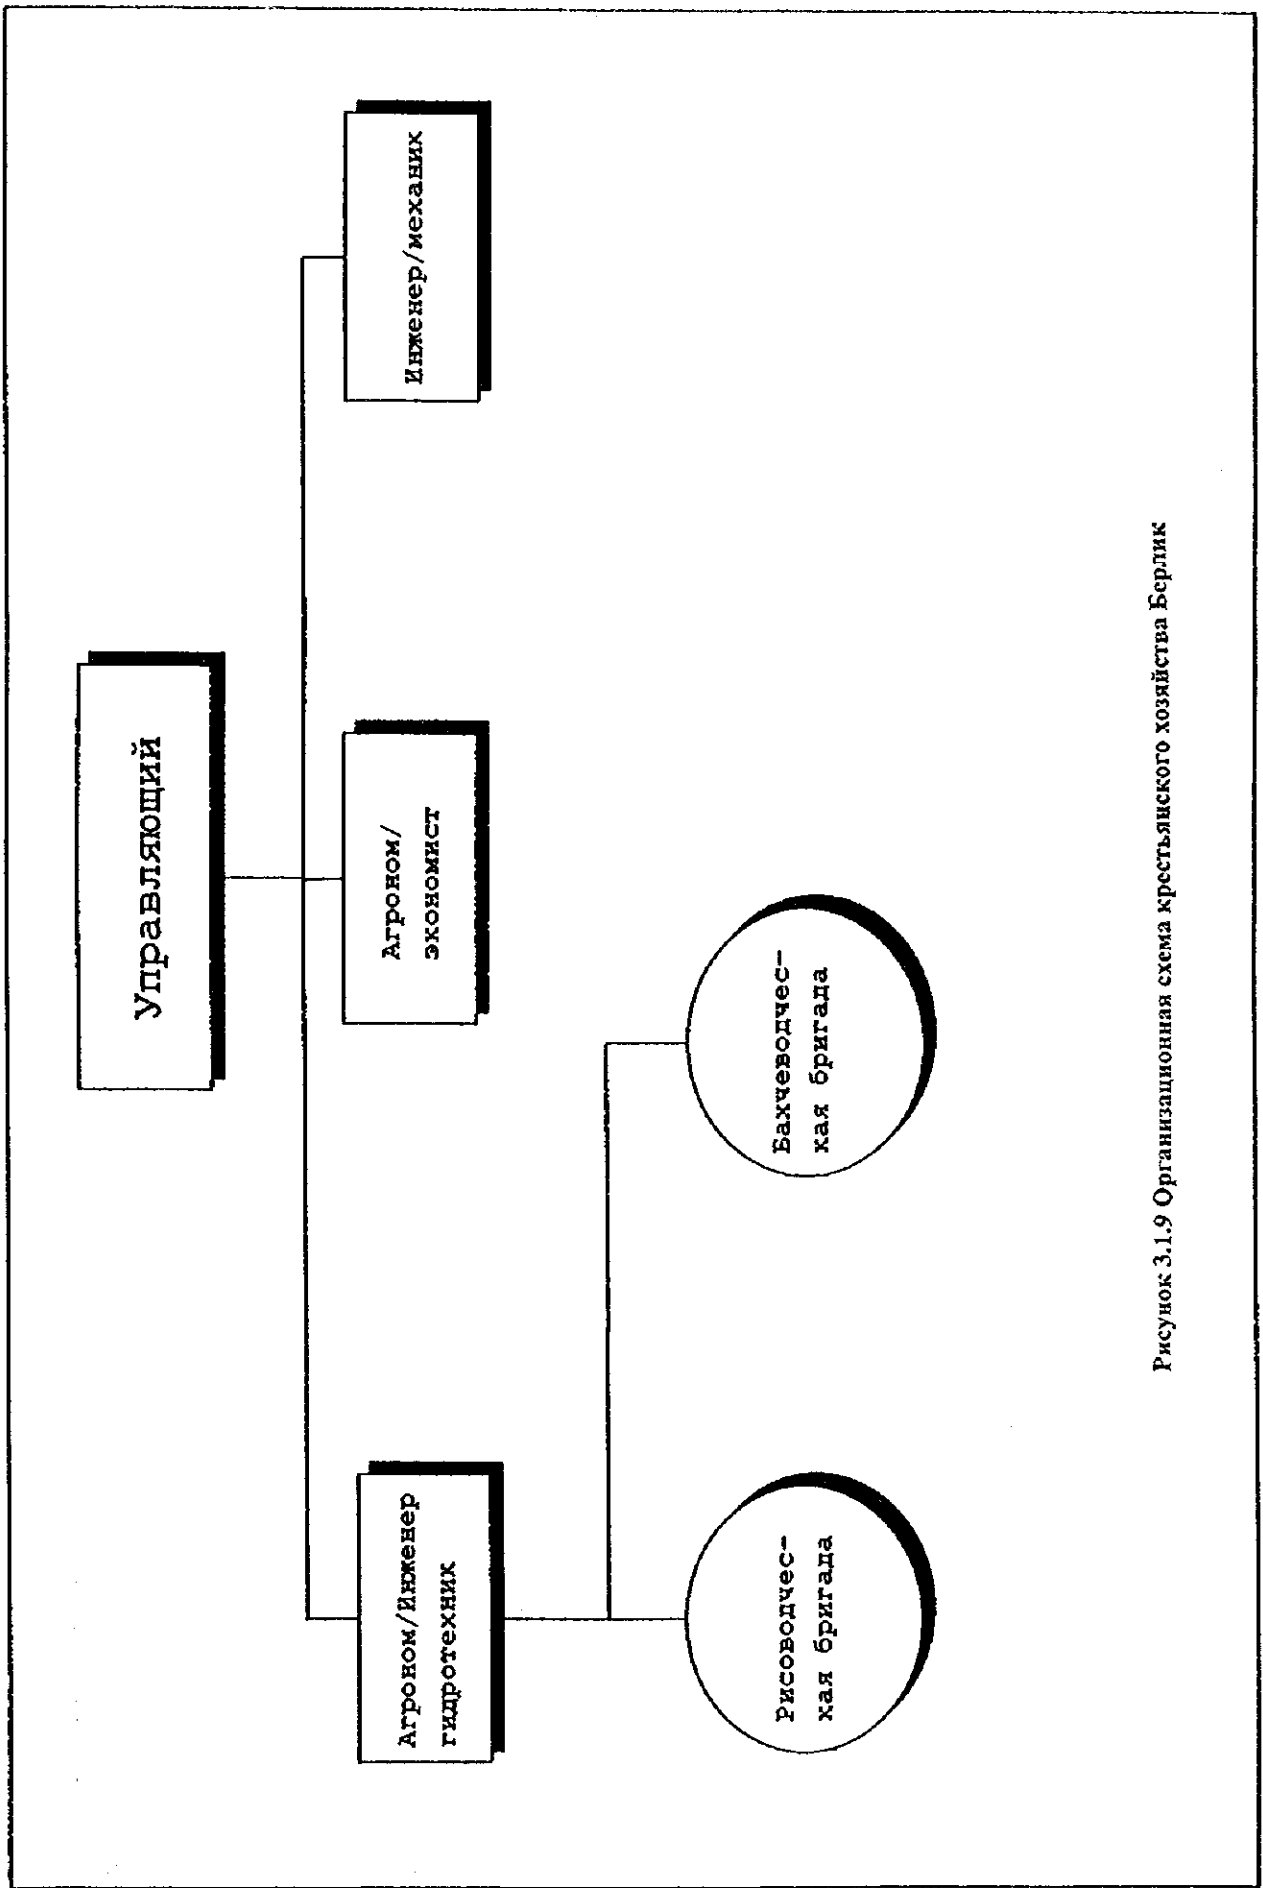 Управляющий
Агроном/Инженер
гидротехник
Агроном/
экономист
Инженер/механик
Рисоводчес-
кая бригада
Бахчеводчес-
кая бригада
Рисунок 3.1.9 Организационная схема крестьянского хозяйства Берлик